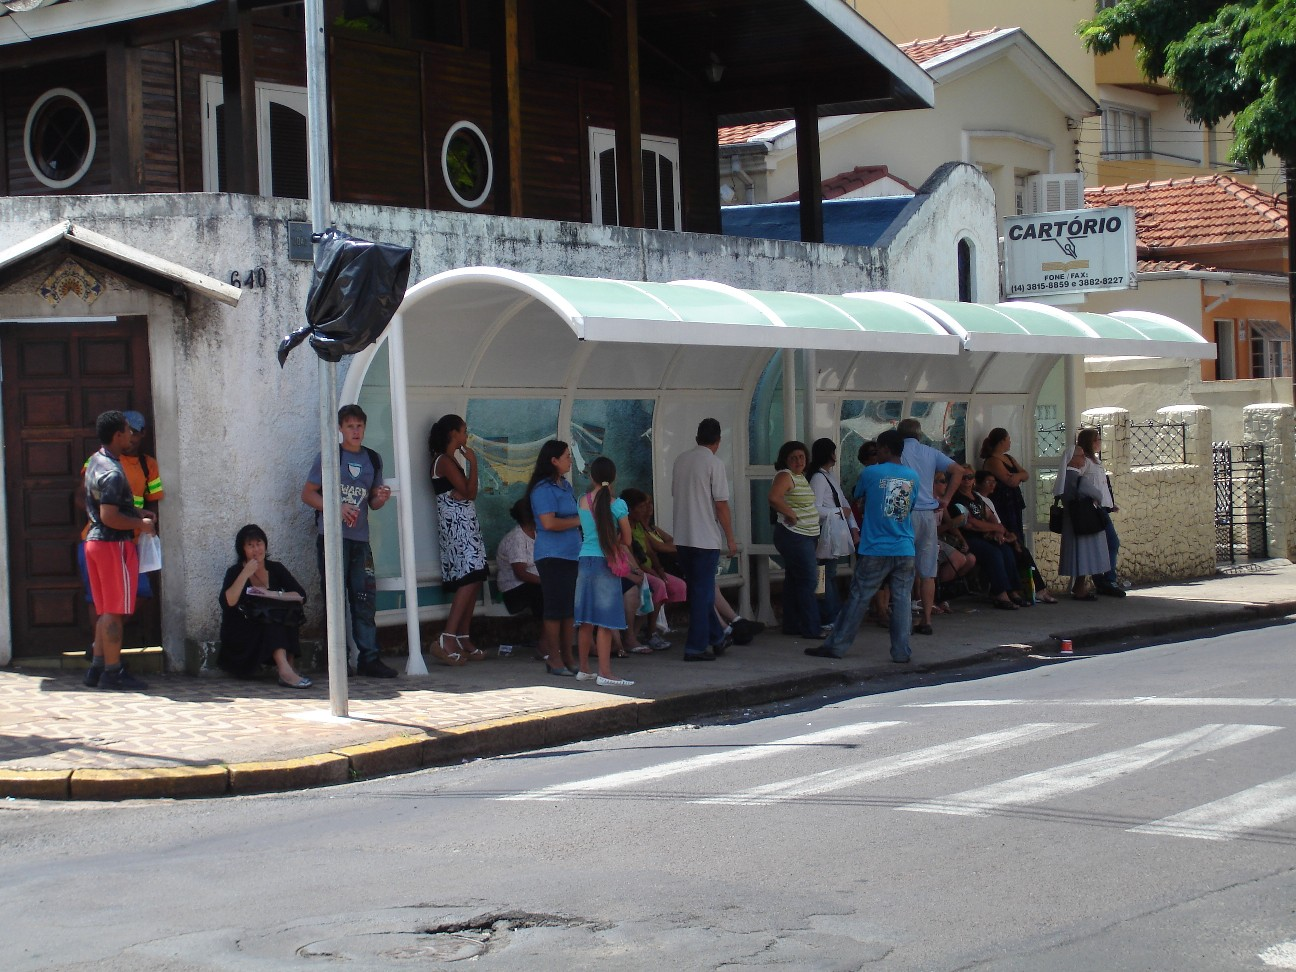 640
CARTÓRIO
FONE / FAX:
(14) 3815-8859 e 3882-8227